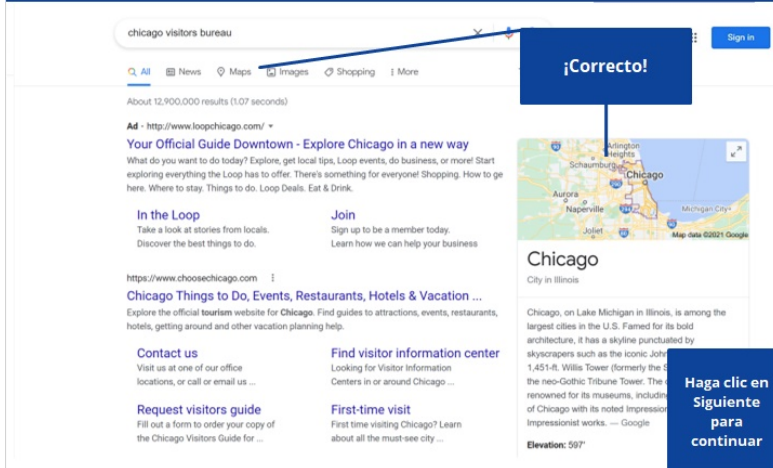 chicago visitors bureau
Sign in
All News Maps Images Shopping More
About 12,900,000 results (1.07 seconds)
¡Correcto!
Ad - http://www.loopchicago.com/
Your Official Guide Downtown - Explore Chicago in a new way
What do you want to do today? Explore, get local tips, Loop events, do business, or more! Start
exploring everything the Loop has to offer. There's something for everyone! Shopping. How to go
here. Where to stay. Things to do. Loop Deals. Eat & Drink.
In the Loop
Take a look at stories from locals.
Discover the best things to do.
Join
Sign up to be a member today.
Learn how we can help your business
https://www.choosechicago.com
Chicago Things to Do, Events, Restaurants, Hotels & Vacation ...
Explore the official tourism website for Chicago. Find guides to attractions, events, restaurants,
hotels, getting around and other vacation planning help.
Contact us
Visit us at one of our office
locations, or call or email us ...
Find visitor information center
Looking for Visitor Information
Centers in or around Chicago ...
Request visitors guide
Fill out a form to order your copy of
the Chicago Visitors Guide for ...
First-time visit
First time visiting Chicago? Learn
about all the must-see city ...
Arlington
Heights
Schaumburg
Chicago
Aurora
Naperville
Michigan City
Joliet
Map data ©2021 Google
Chicago
City in Illinois
Chicago, on Lake Michigan in Illinois, is among the
largest cities in the U.S. Famed for its bold
architecture, it has a skyline punctuated by
skyscrapers such as the iconic John
1,451-ft. Willis Tower (formerly the
the neo-Gothic Tribune Tower. The
renowned for its museums, including
of Chicago with its noted Impression
Impressionist works. — Google
Elevation: 597'
Haga clic en
Siguiente
para
continuar